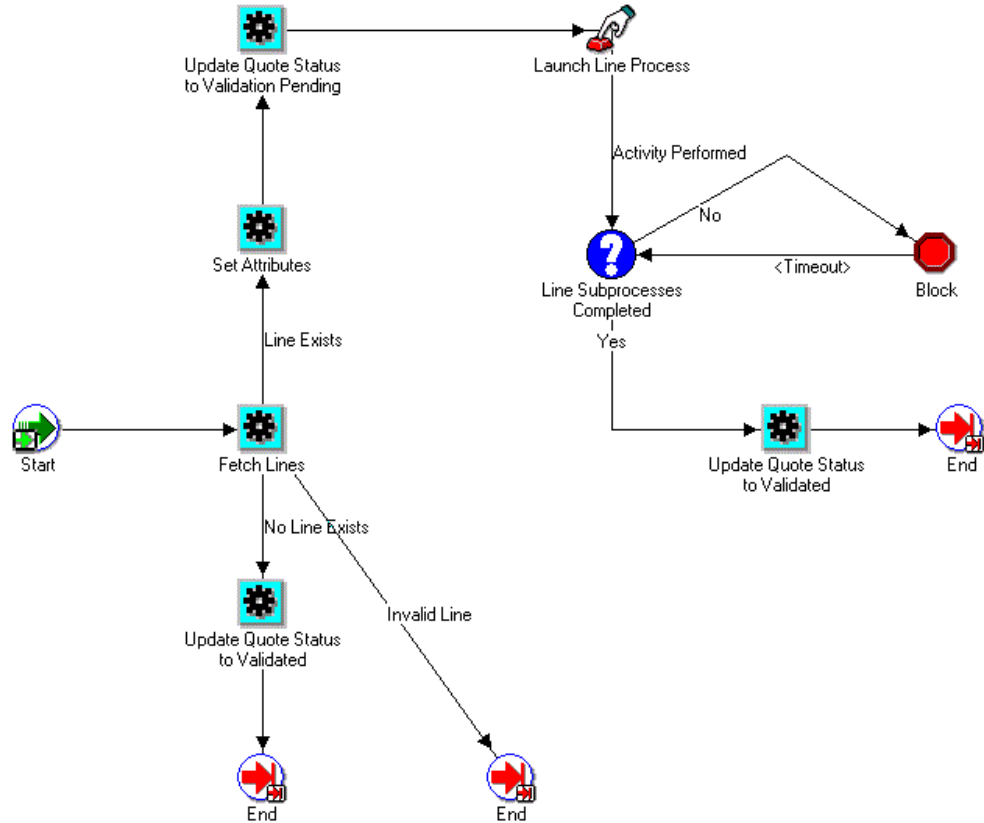 Update Quote Status
to Validation Pending
Launch Line Process
Activity Performed
No
Set Attributes
<Timeout>
Line Subprocesses
Completed
Block
Line Exists
Yes
Start
Fetch Lines
Update Quote Status
to Validated
End
No Line Exists
Invalid Line
Update Quote Status
to Validated
End
End